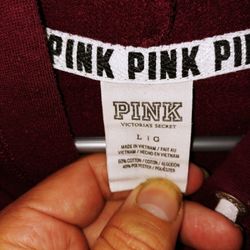 PINK PINK PINK
PINK
VICTORIA'S SECRET
L | G
MADE IN VIETNAM / FAIT AU
VIETNAM / HECHO EN VIETNAM
60% COTTON / COTON / ALGODÓN
40% POLYESTER / POLIÉSTER